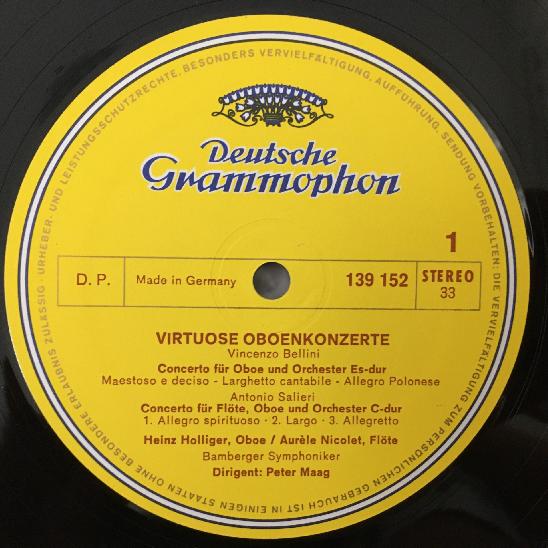 Deutsche
Grammophon
1
D. P.
Made in Germany
139 152
STEREO
33
VIRTUOSE OBOENKONZERTE
Vincenzo Bellini
Concerto für Oboe und Orchester Es-dur
Maestoso e deciso - Larghetto cantabile - Allegro Polonese
Antonio Salieri
Concerto für Flöte, Oboe und Orchester C-dur
1. Allegro spirituoso · 2. Largo · 3. Allegretto
Heinz Holliger, Oboe / Aurèle Nicolet, Flöte
Bamberger Symphoniker
Dirigent: Peter Maag
URHEBER- UND LEISTUNGSSCHUTZRECHTE, BESONDERS VERVIELFÄLTIGUNG, AUFFÜHRUNG, SENDUNG VORBEHALTEN: DIE VERVIELFÄLTIGUNG ZUM PERSÖNLICHEN GEBRAUCH IST IN EINIGEN STAATEN OHNE BESONDERE ERLAUBNIS ZULÄSSIG ·